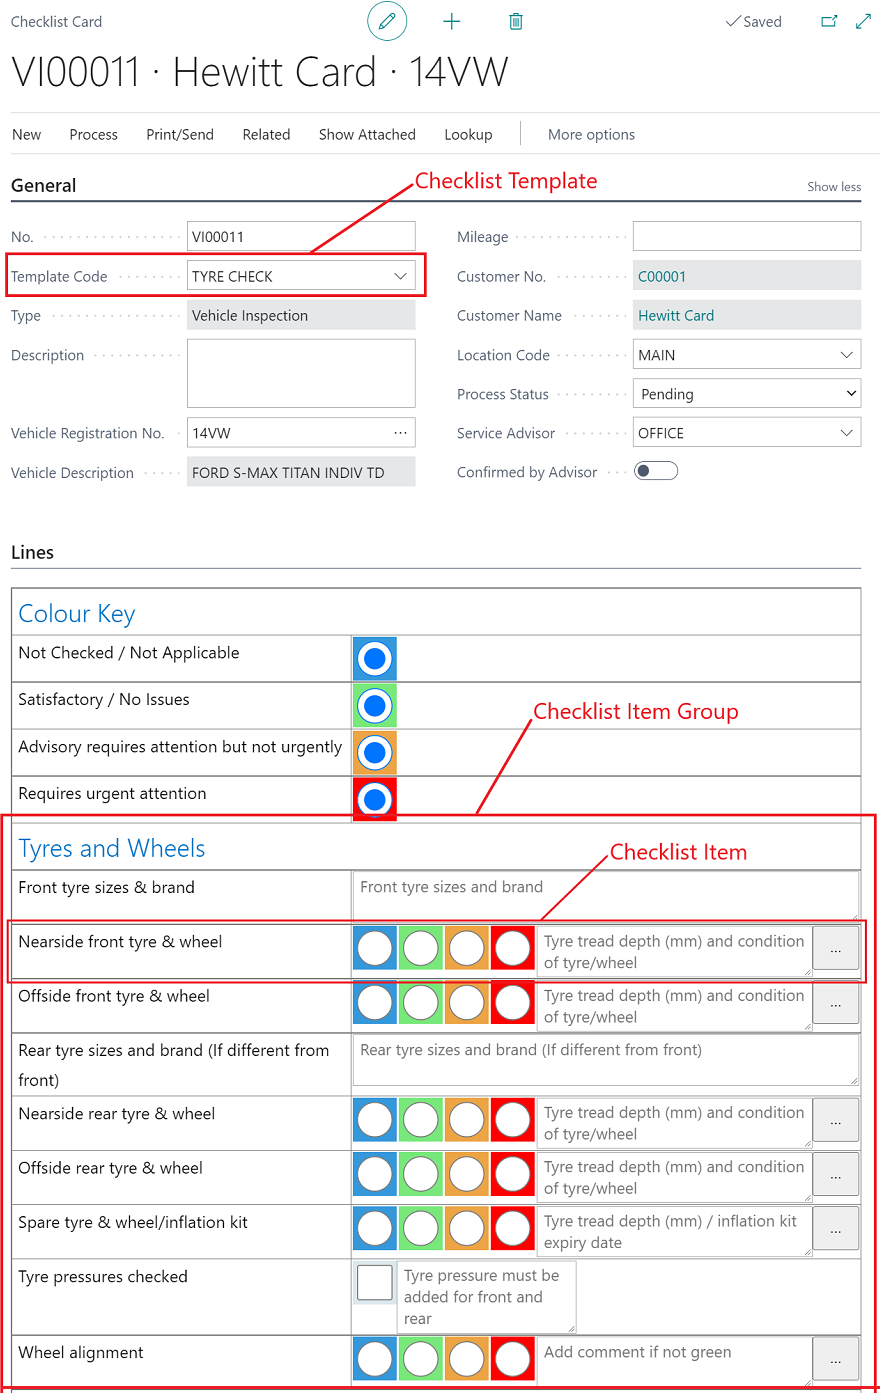 Checklist Card
Saved
VI00011 · Hewitt Card · 14VW
New Process Print/Send Related Show Attached Lookup More options
Checklist Template
General
Show less
No.
VI00011
Mileage
Template Code
TYRE CHECK
Customer No.
C00001
Type
Vehicle Inspection
Customer Name
Hewitt Card
Description
Location Code
MAIN
Process Status
Pending
Vehicle Registration No.
14VW
...
Service Advisor
OFFICE
Vehicle Description
FORD S-MAX TITAN INDIV TD
Confirmed by Advisor
Lines
Colour Key
Not Checked / Not Applicable
Satisfactory / No Issues
Checklist Item Group
Advisory requires attention but not urgently
Requires urgent attention
Tyres and Wheels
Checklist Item
Front tyre sizes & brand
Front tyre sizes and brand
Nearside front tyre & wheel
Tyre tread depth (mm) and condition
of tyre/wheel
...
Offside front tyre & wheel
Tyre tread depth (mm) and condition
of tyre/wheel
...
Rear tyre sizes and brand (If different from
front)
Rear tyre sizes and brand (If different from front)
Nearside rear tyre & wheel
Tyre tread depth (mm) and condition
of tyre/wheel
...
Offside rear tyre & wheel
Tyre tread depth (mm) and condition
of tyre/wheel
...
Spare tyre & wheel/inflation kit
Tyre tread depth (mm) / inflation kit
expiry date
...
Tyre pressures checked
Tyre pressure must be
added for front and
rear
Wheel alignment
Add comment if not green
...